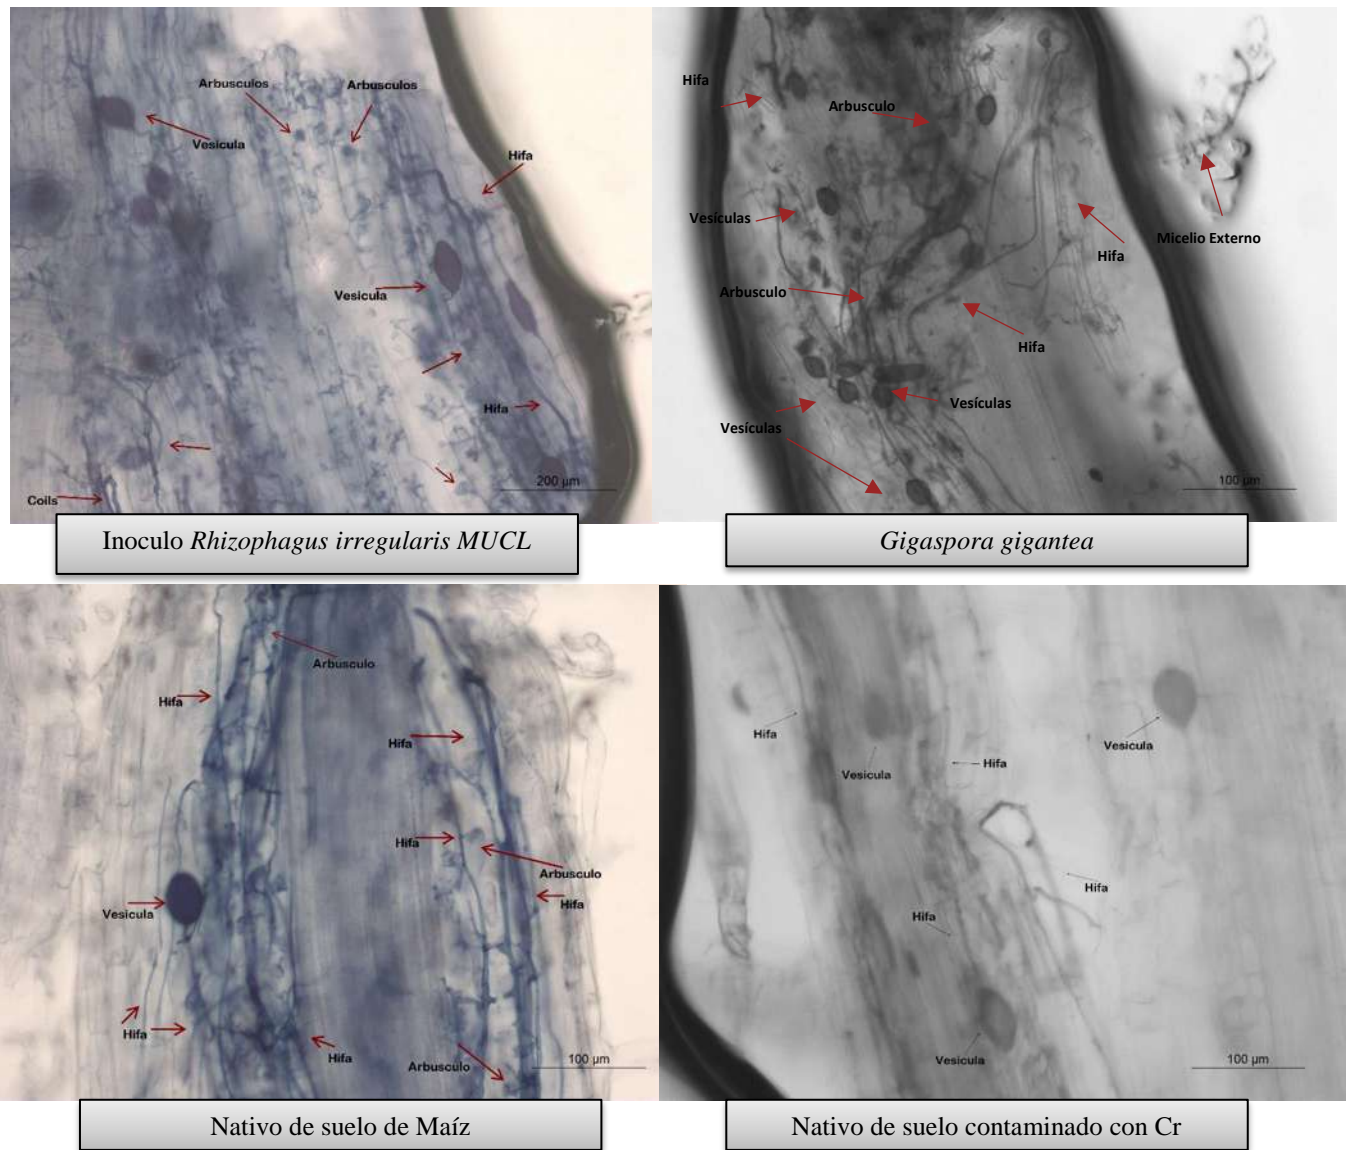 Arbusculos
Arbusculos
Vesicula
Hifa
Vesicula
Hifa
Coils
200 µm
Inoculo Rhizophagus irregularis MUCL
Hifa
Arbusculo
Vesículas
Hifa
Micelio Externo
Arbusculo
Hifa
Vesículas
Vesículas
100 µm
Gigaspora gigantea
Arbusculo
Hifa
Hifa
Hifa
Arbusculo
Vesicula
Hifa
Hifa
Hifa
Arbusculo
100 µm
Nativo de suelo de Maíz
Hifa
Vesicula
Hifa
Vesicula
Hifa
Hifa
Vesicula
100 µm
Nativo de suelo contaminado con Cr